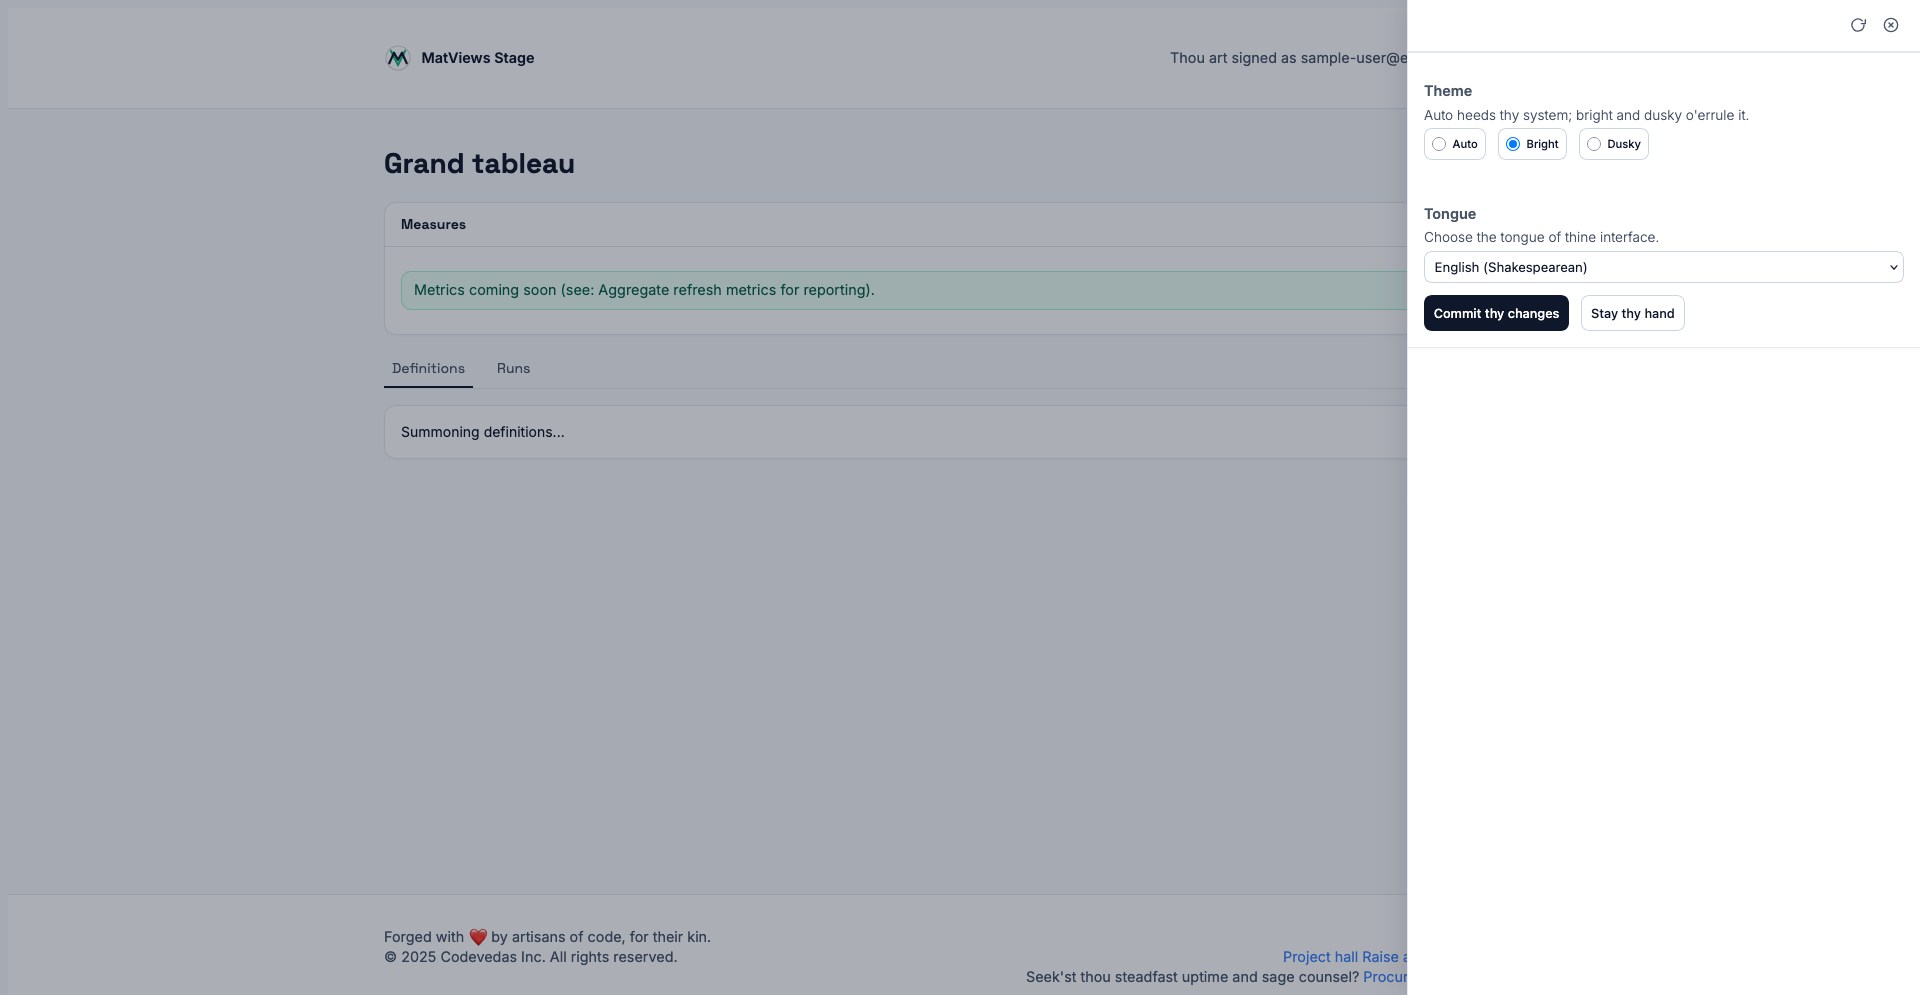 MatViews Stage
Thou art signed as sample-user@e
Grand tableau
Measures
Metrics coming soon (see: Aggregate refresh metrics for reporting).
Definitions
Runs
Summoning definitions...
Forged with ❤️ by artisans of code, for their kin.
© 2025 Codevedas Inc. All rights reserved.
Project hall Raise a
Seek'st thou steadfast uptime and sage counsel? Procur
Theme
Auto heeds thy system; bright and dusky o'errule it.
Auto
Bright
Dusky
Tongue
Choose the tongue of thine interface.
English (Shakespearean)
Commit thy changes
Stay thy hand